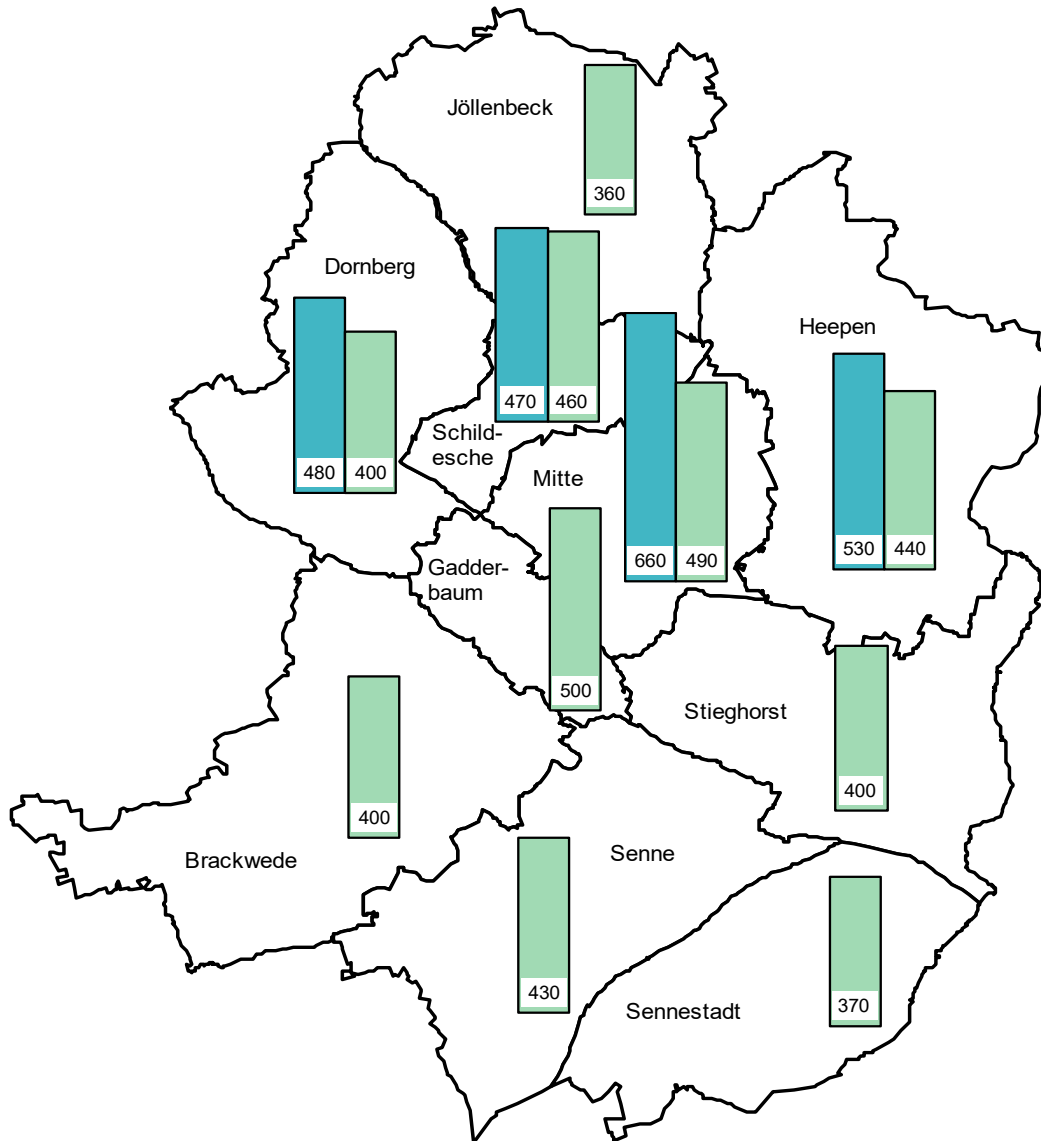 Jöllenbeck
360
Dornberg
Heepen
470
460
Schild-
esche
480
400
Mitte
530
440
660
490
Gadder-
baum
500
Stieghorst
400
400
Brackwede
Senne
430
370
Sennestadt